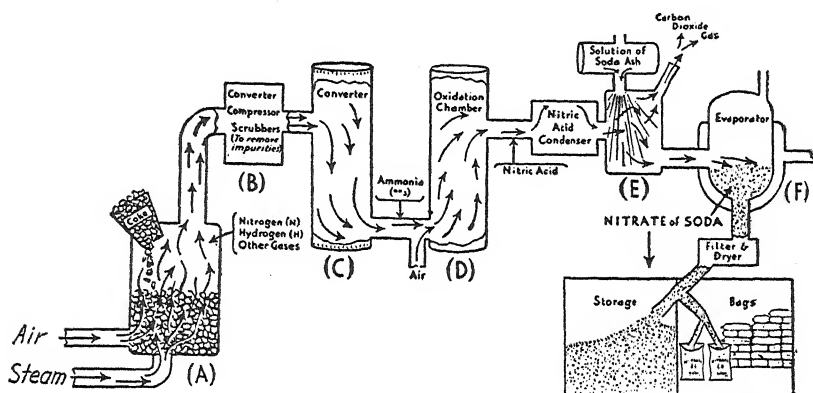 Carbon
Dioxide
Gas
Solution of
Soda Ash
Converter
Compressor
Scrubbers
(To remove
impurities)
(B)
Converter
Oxidation
Chamber
Nitric
Acid
Condenser
Nitric Acid
(E)
Evaporator
(F)
Ammonia
Air
(C)
(D)
Coke
Nitrogen (N)
Hydrogen (H)
Other Gases
NITRATE of SODA
Filter &
Dryer
Storage
Bags
Air
Steam
(A)